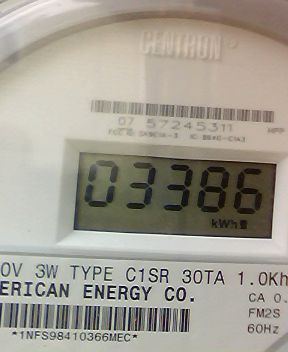 CENTRON
07 57245311 HPP
03386
kWh
0V 3W TYPE C1SR 30TA 1.0Kh
ERICAN ENERGY CO.
CA 0.
FM2S
60Hz
*1NFS98410366MEC*